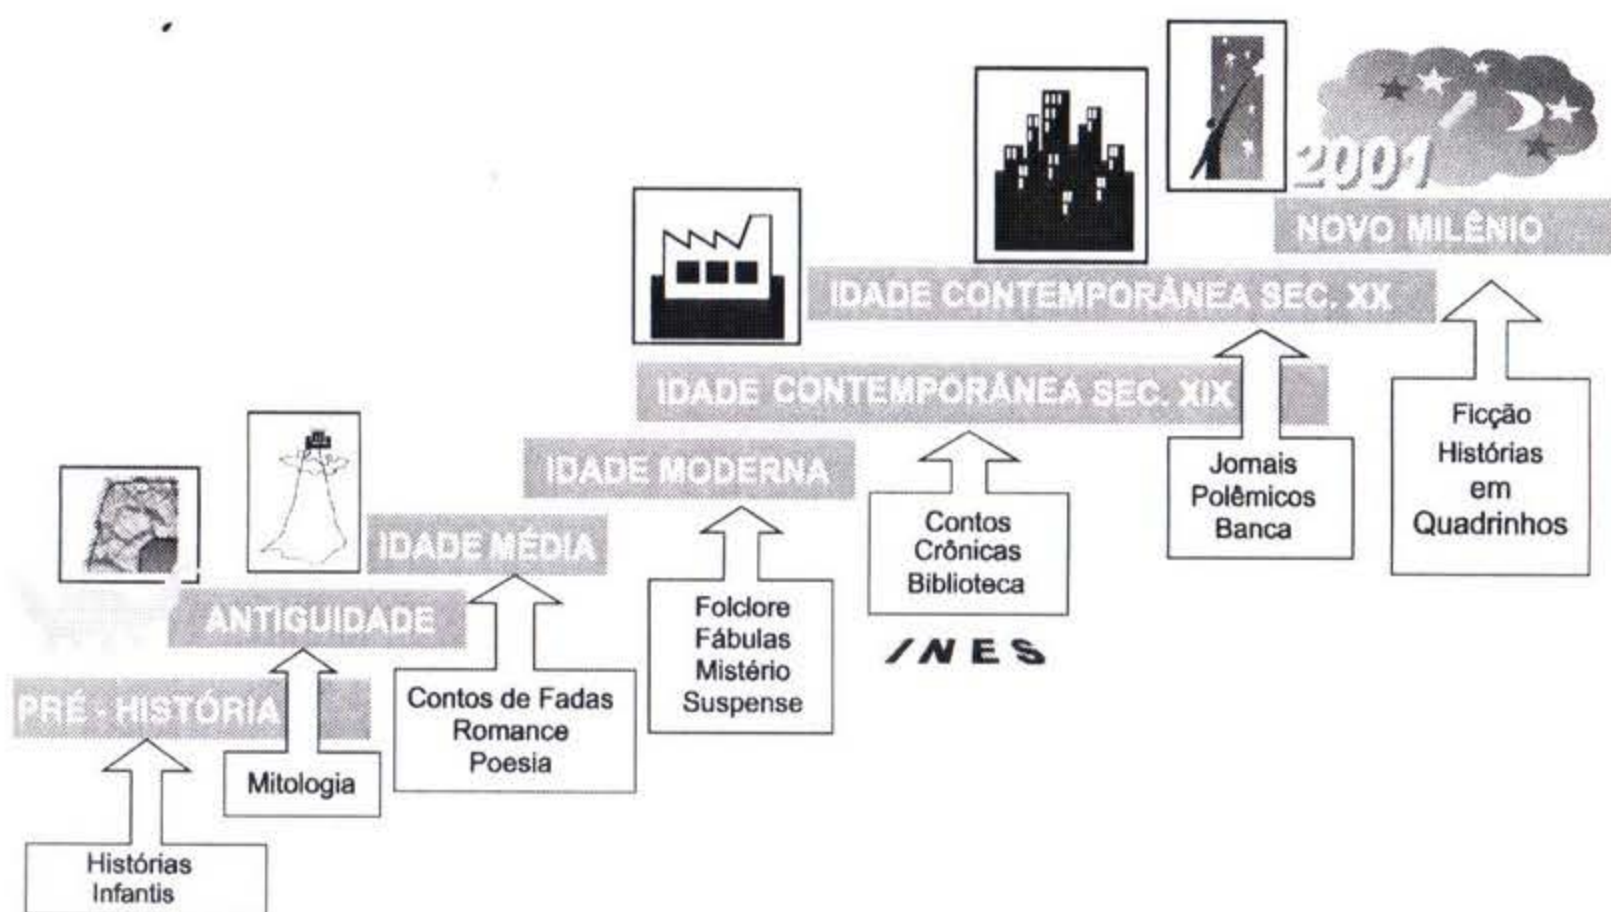 2001
NOVO MILÊNIO
IDADE CONTEMPORÂNEA SEC. XX
IDADE CONTEMPORÂNEA SEC. XIX
IDADE MODERNA
IDADE MÉDIA
ANTIGUIDADE
PRÉ - HISTÓRIA
Histórias
Infantis
Mitologia
Contos de Fadas
Romance
Poesia
Folclore
Fábulas
Mistério
Suspense
Contos
Crônicas
Biblioteca
INES
Jornais
Polêmicos
Banca
Ficção
Histórias
em
Quadrinhos